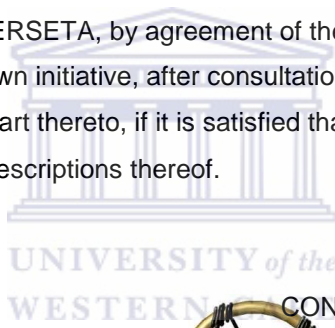 ERSETA, by agreement of the
wn initiative, after consultatio
art thereto, if it is satisfied tha
escriptions thereof.
UNIVERSITY of the
WESTERN
CON